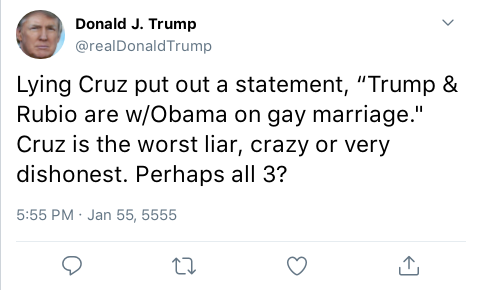 Donald J. Trump
@realDonaldTrump
Lying Cruz put out a statement, “Trump &
Rubio are w/Obama on gay marriage."
Cruz is the worst liar, crazy or very
dishonest. Perhaps all 3?
5:55 PM · Jan 55, 5555